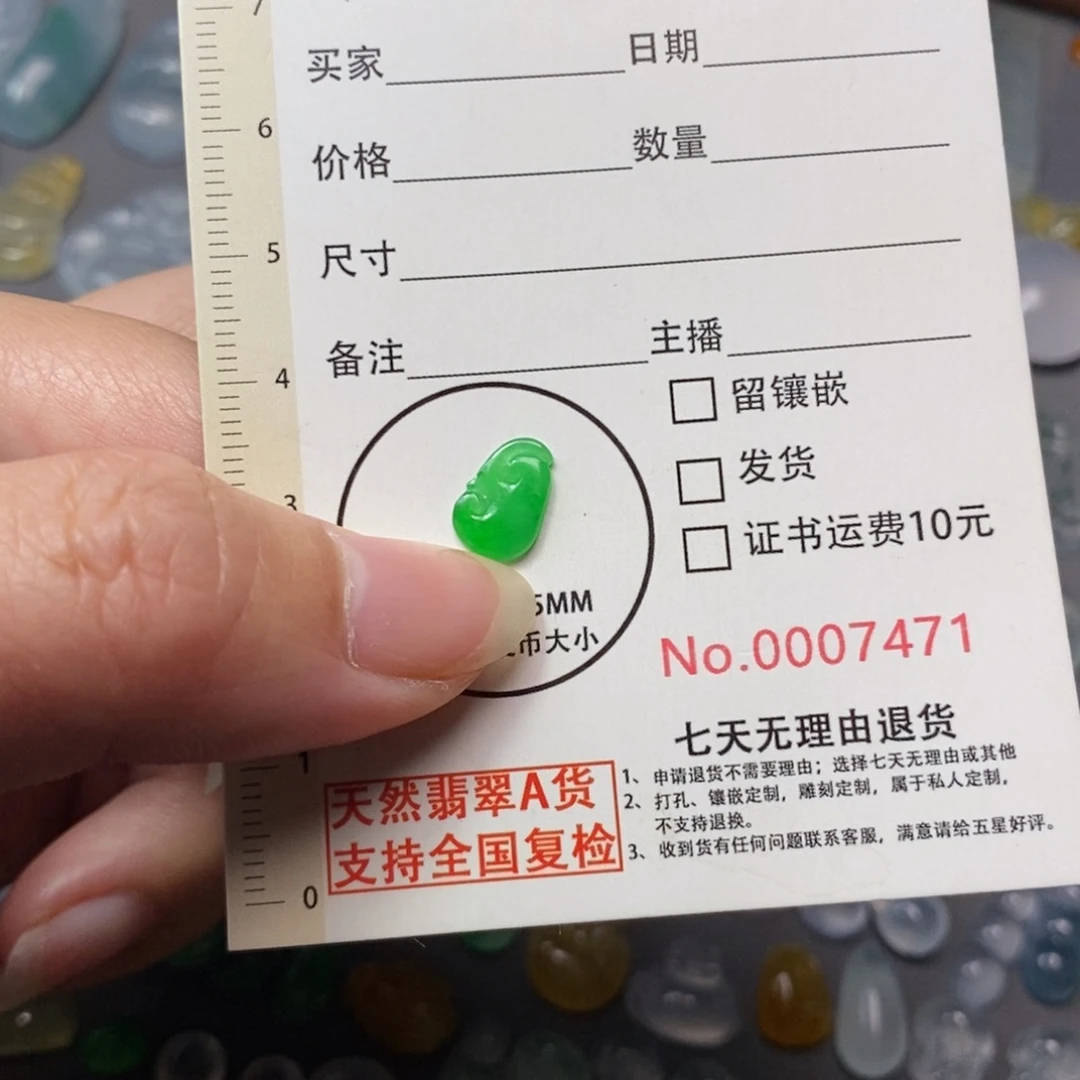 7
买家 日期
6
价格 数量
5
尺寸
备注 主播
4
留镶嵌
发货
3
证书运费10元
5MM
币大小
No.0007471
七天无理由退货
1
1、申请退货不需要理由；选择七天无理由或其他
2、打孔、镶嵌定制，雕刻定制，属于私人定制，
不支持退换。
3、收到货有任何问题联系客服，满意请给五星好评。
天然翡翠A货
支持全国复检
0